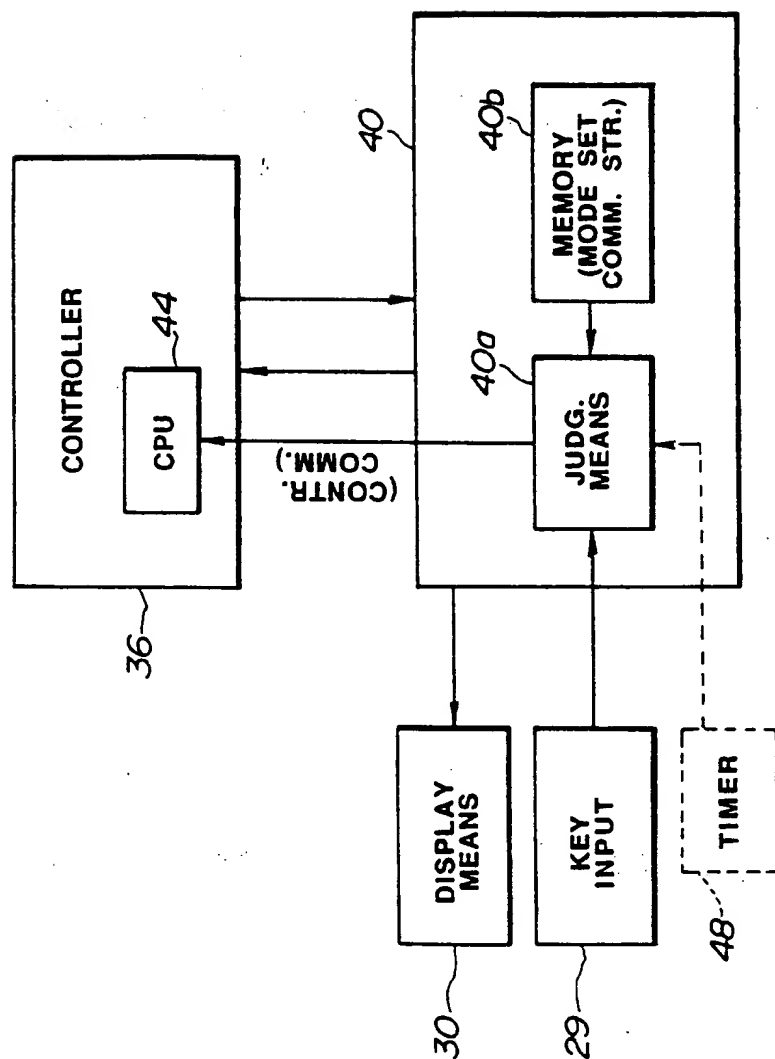 CONTROLLER
36
CPU
44
(CONTR.
COMM.)
40
40a
JUDG.
MEANS
40b
MEMORY
(MODE SET
COMM. STR.)
DISPLAY
MEANS
30
KEY
INPUT
29
TIMER
48